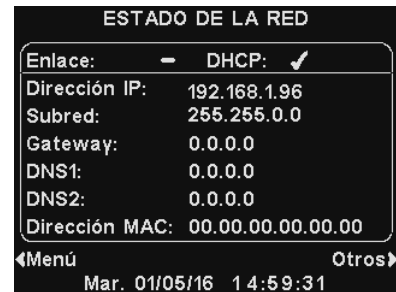 ESTADO DE LA RED
Enlace: – DHCP: ✓
Dirección IP: 192.168.1.96
Subred: 255.255.0.0
Gateway: 0.0.0.0
DNS1: 0.0.0.0
DNS2: 0.0.0.0
Dirección MAC: 00.00.00.00.00.00
Menú Otros
Mar. 01/05/16 14:59:31